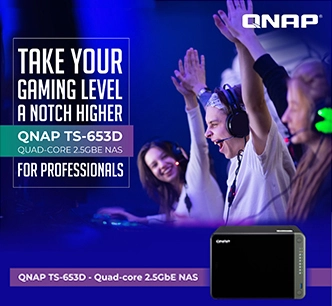 QNAP
TAKE YOUR
GAMING LEVEL
A NOTCH HIGHER
QNAP TS-653D
QUAD-CORE 2.5GBE NAS
FOR PROFESSIONALS
QNAP
QNAP TS-653D - Quad-core 2.5GbE NAS